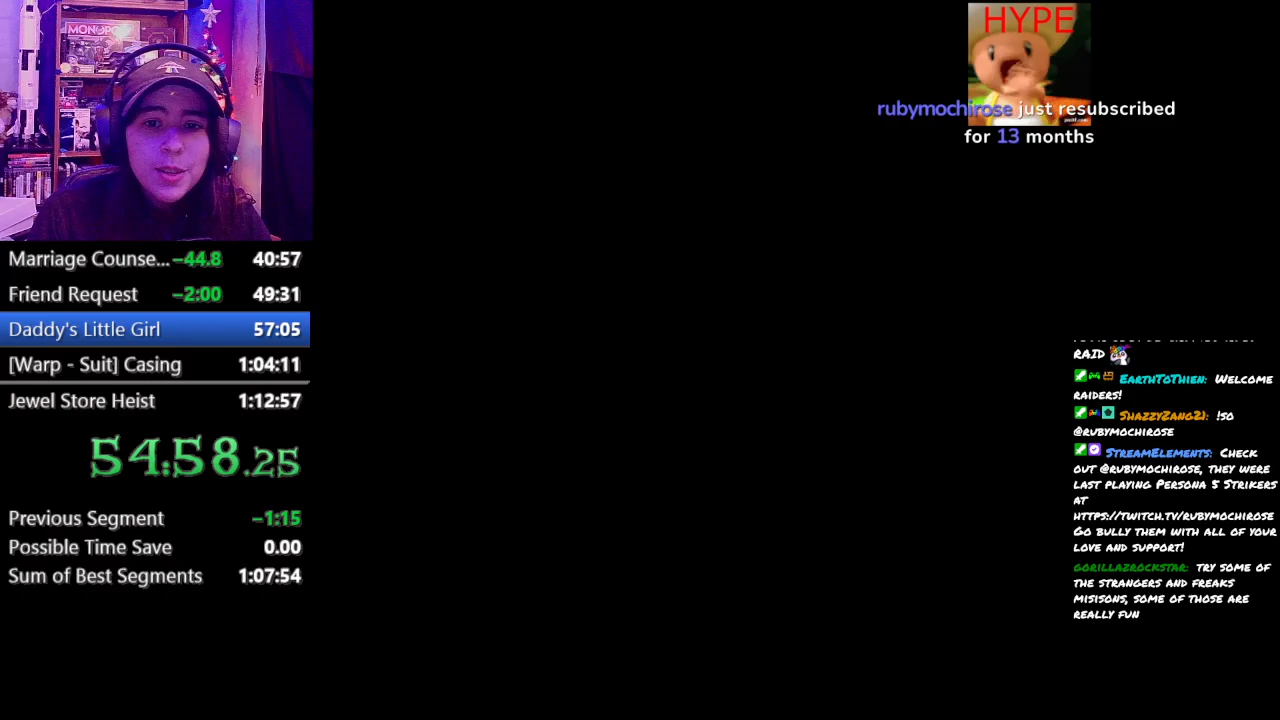 MONOPO
HYPE
rubymochirose just resubscribed
for 13 months
Marriage Counse... −44.8 40:57
Friend Request −2:00 49:31
Daddy's Little Girl 57:05
[Warp - Suit] Casing 1:04:11
Jewel Store Heist 1:12:57
54:58.25
Previous Segment −1:15
Possible Time Save 0.00
Sum of Best Segments 1:07:54
RAID
EarthToThien: Welcome
raiders!
ShazzyZang21: !so
@rubymochirose
StreamElements: Check
out @rubymochirose, they were
last playing Persona 5 Strikers
at
https://twitch.tv/rubymochirose
Go bully them with all of your
love and support!
gorillazrockstar: try some of
the strangers and freaks
misisons, some of those are
really fun